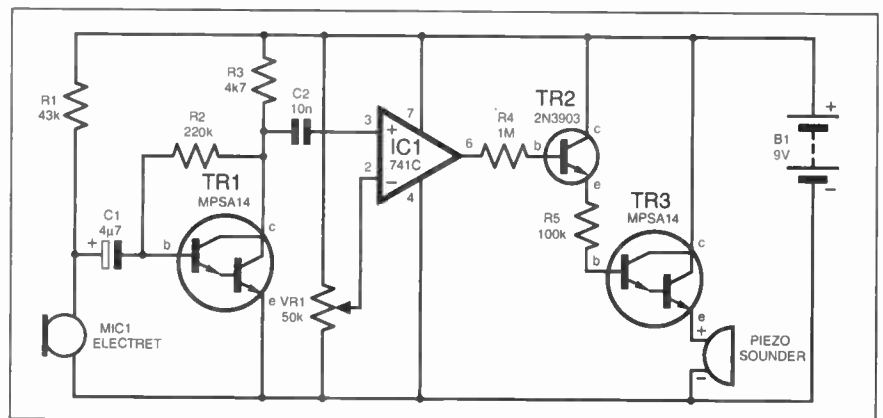 R1
43k
R2
220k
R3
4k7
C2
10n
C1
4μ7
+
b
TR1
MPSA14
c
e
MIC1
ELECTRET
VR1
50k
3
+
2
−
7
IC1
741C
4
6
R4
1M
TR2
2N3903
b
c
e
R5
100k
TR3
MPSA14
b
c
e
+
−
PIEZO
SOUNDER
B1
9V
+
−